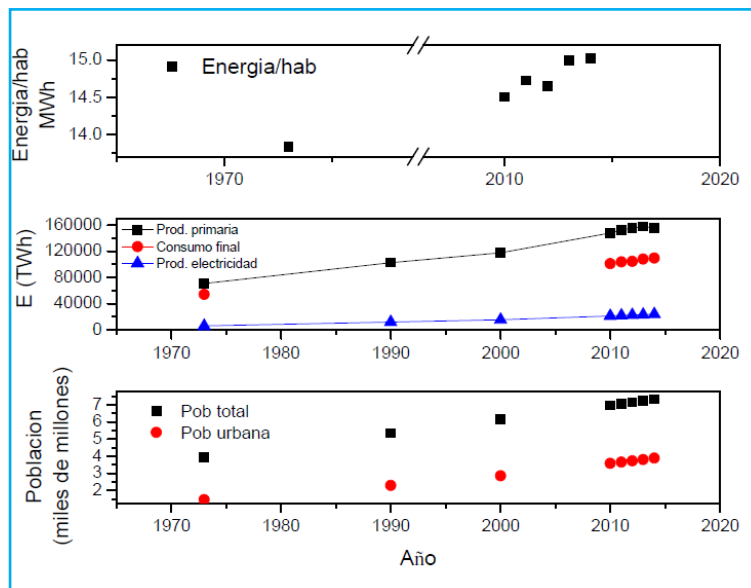 Energia/hab
MWh
15.0
14.5
14.0
Energia/hab
1970
2010
2020
E (TWh)
160000
120000
80000
40000
0
Prod. primaria
Consumo final
Prod. electricidad
1970
1980
1990
2000
2010
2020
Poblacion
(miles de millones)
7
6
5
4
3
2
Pob total
Pob urbana
1970
1980
1990
2000
2010
2020
Año